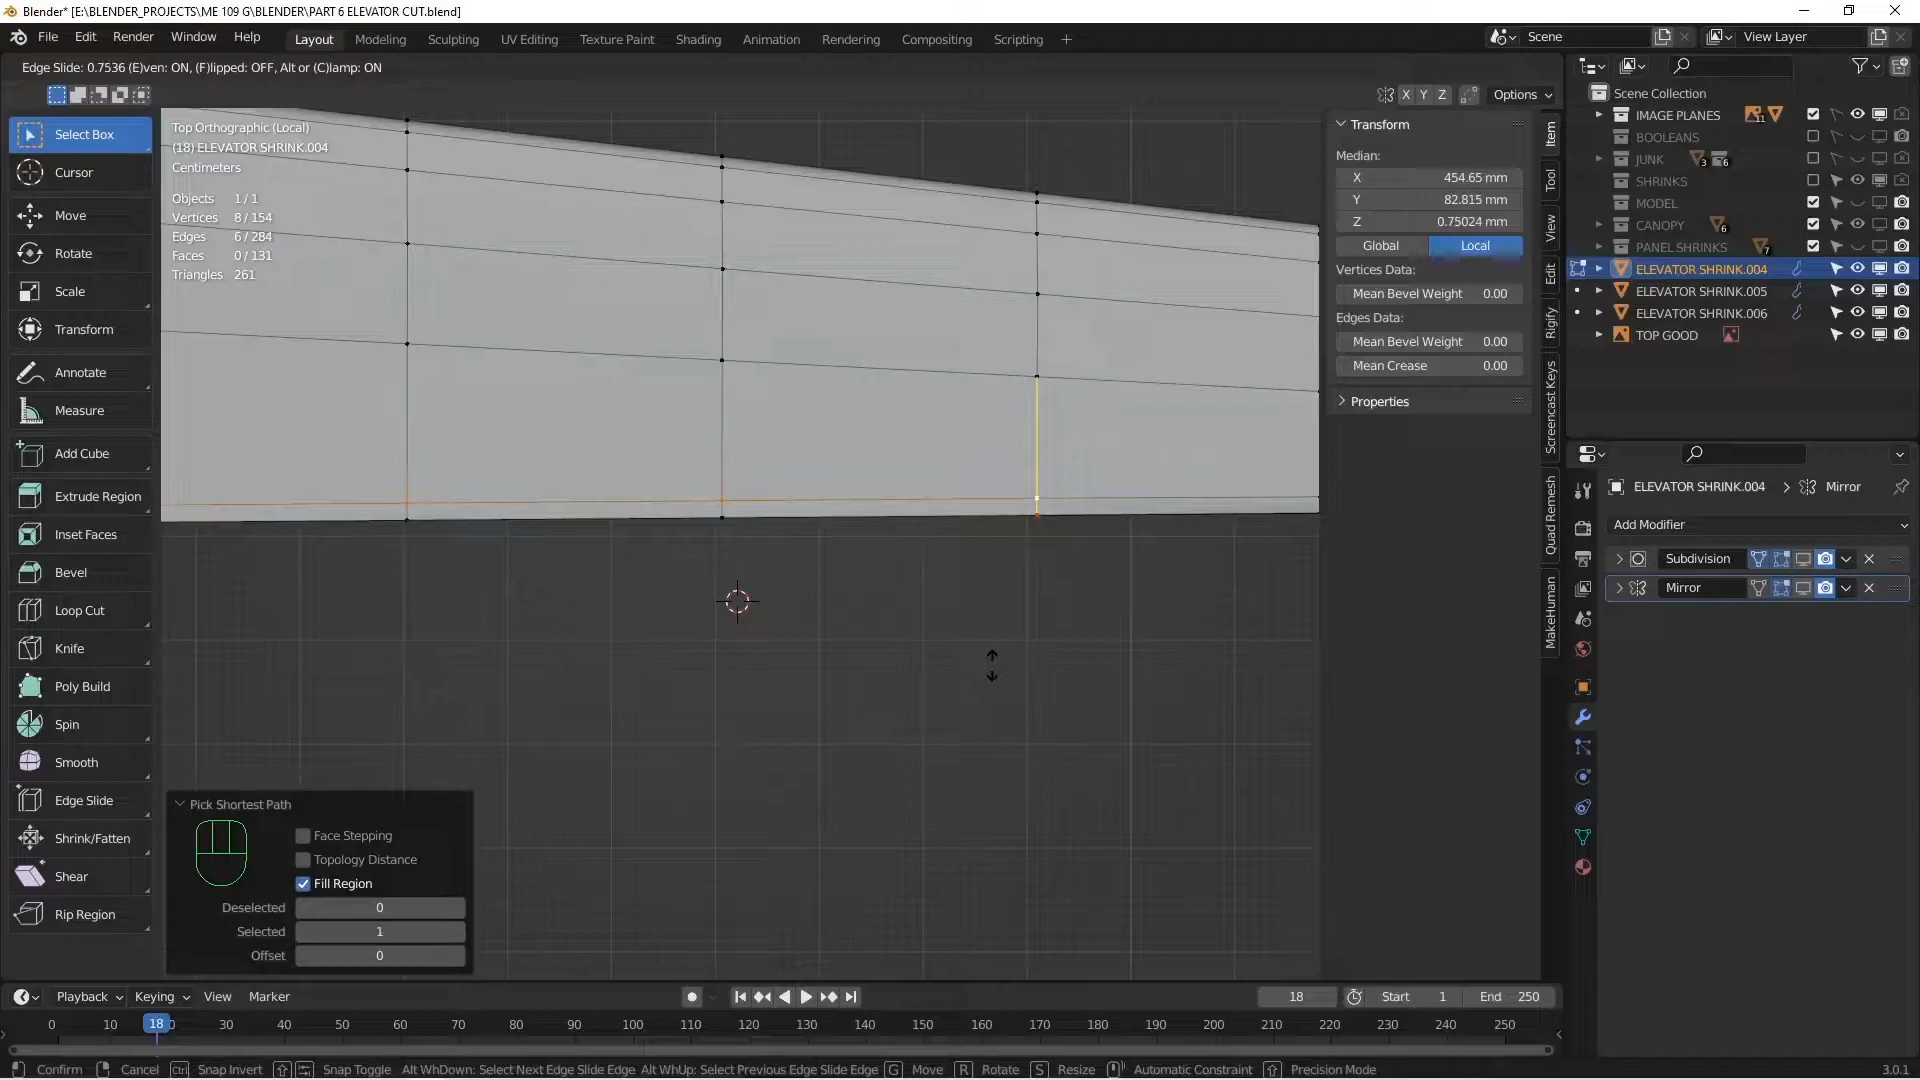 Blender* [E:\BLENDER_PROJECTS\ME 109 G\BLENDER\PART 6 ELEVATOR CUT.blend]
File Edit Render Window Help Layout Modeling Sculpting UV Editing Texture Paint Shading Animation Rendering Compositing Scripting + Scene View Layer
Edge Slide: 0.7536 (E)ven: ON, (F)lipped: OFF, Alt or (C)lamp: ON
X Y Z Options
Select Box
Cursor
Move
Rotate
Scale
Transform
Annotate
Measure
Add Cube
Extrude Region
Inset Faces
Bevel
Loop Cut
Knife
Poly Build
Spin
Smooth
Edge Slide
Shrink/Fatten
Shear
Rip Region
Top Orthographic (Local)
(18) ELEVATOR SHRINK.004
Centimeters
Objects 1 / 1
Vertices 8 / 154
Edges 6 / 284
Faces 0 / 131
Triangles 261
Pick Shortest Path
Face Stepping
Topology Distance
Fill Region
Deselected 0
Selected 1
Offset 0
Transform
Median:
X 454.65 mm
Y 82.815 mm
Z 0.75024 mm
Global Local
Vertices Data:
Mean Bevel Weight 0.00
Edges Data:
Mean Bevel Weight 0.00
Mean Crease 0.00
Properties
Item
Tool
View
Edit
Rigify
Screencast Keys
Quad Remesh
MakeHuman
Scene Collection
IMAGE PLANES 11
BOOLEANS
JUNK 3 6
SHRINKS
MODEL
CANOPY 6
PANEL SHRINKS 7
ELEVATOR SHRINK.004
ELEVATOR SHRINK.005
ELEVATOR SHRINK.006
TOP GOOD
ELEVATOR SHRINK.004 > Mirror
Add Modifier
Subdivision
Mirror
Playback Keying View Marker 18 Start 1 End 250
0 10 18 30 40 50 60 70 80 90 100 110 120 130 140 150 160 170 180 190 200 210 220 230 240 250
Confirm Cancel Ctrl Snap Invert Snap Toggle Alt WhDown: Select Next Edge Slide Edge Alt WhUp: Select Previous Edge Slide Edge G Move R Rotate S Resize Automatic Constraint Precision Mode 3.0.1